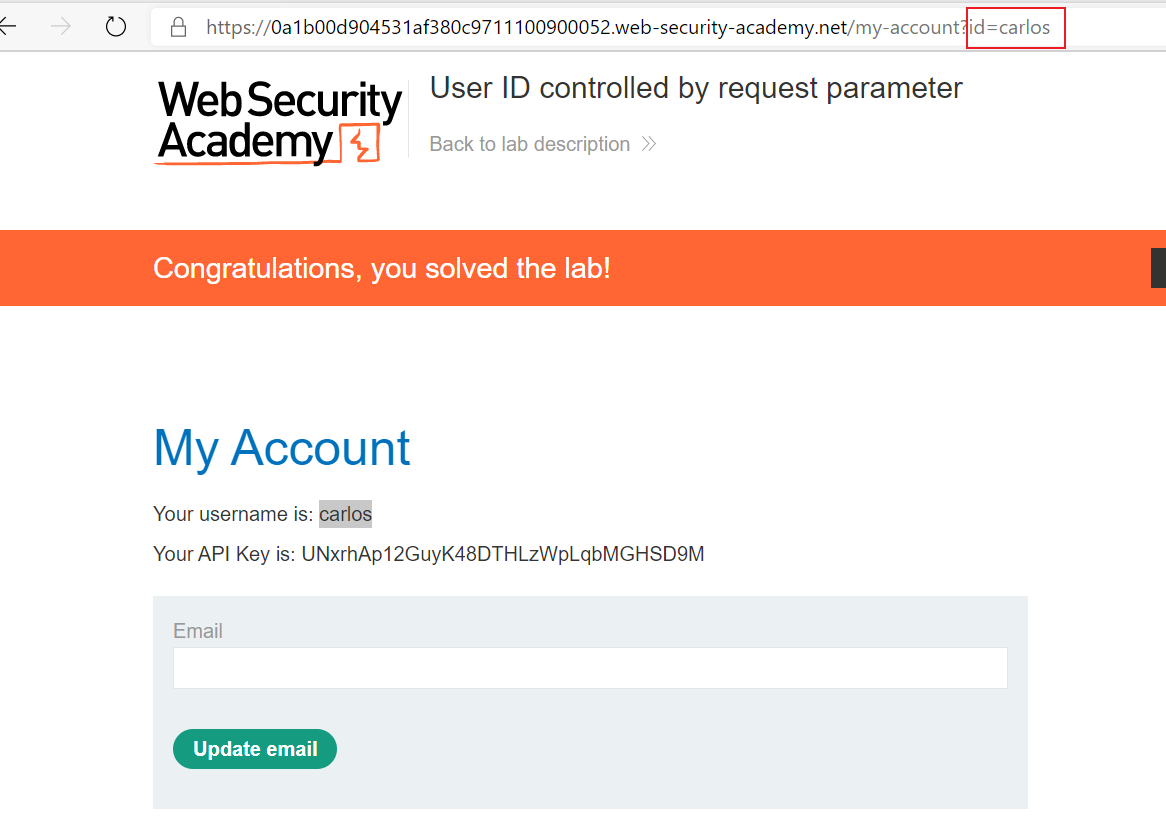 https://0a1b00d904531af380c9711100900052.web-security-academy.net/my-account?id=carlos
Web Security
Academy
User ID controlled by request parameter
Back to lab description
Congratulations, you solved the lab!
My Account
Your username is: carlos
Your API Key is: UNxrhAp12GuyK48DTHLzWpLqbMGHSD9M
Email
Update email